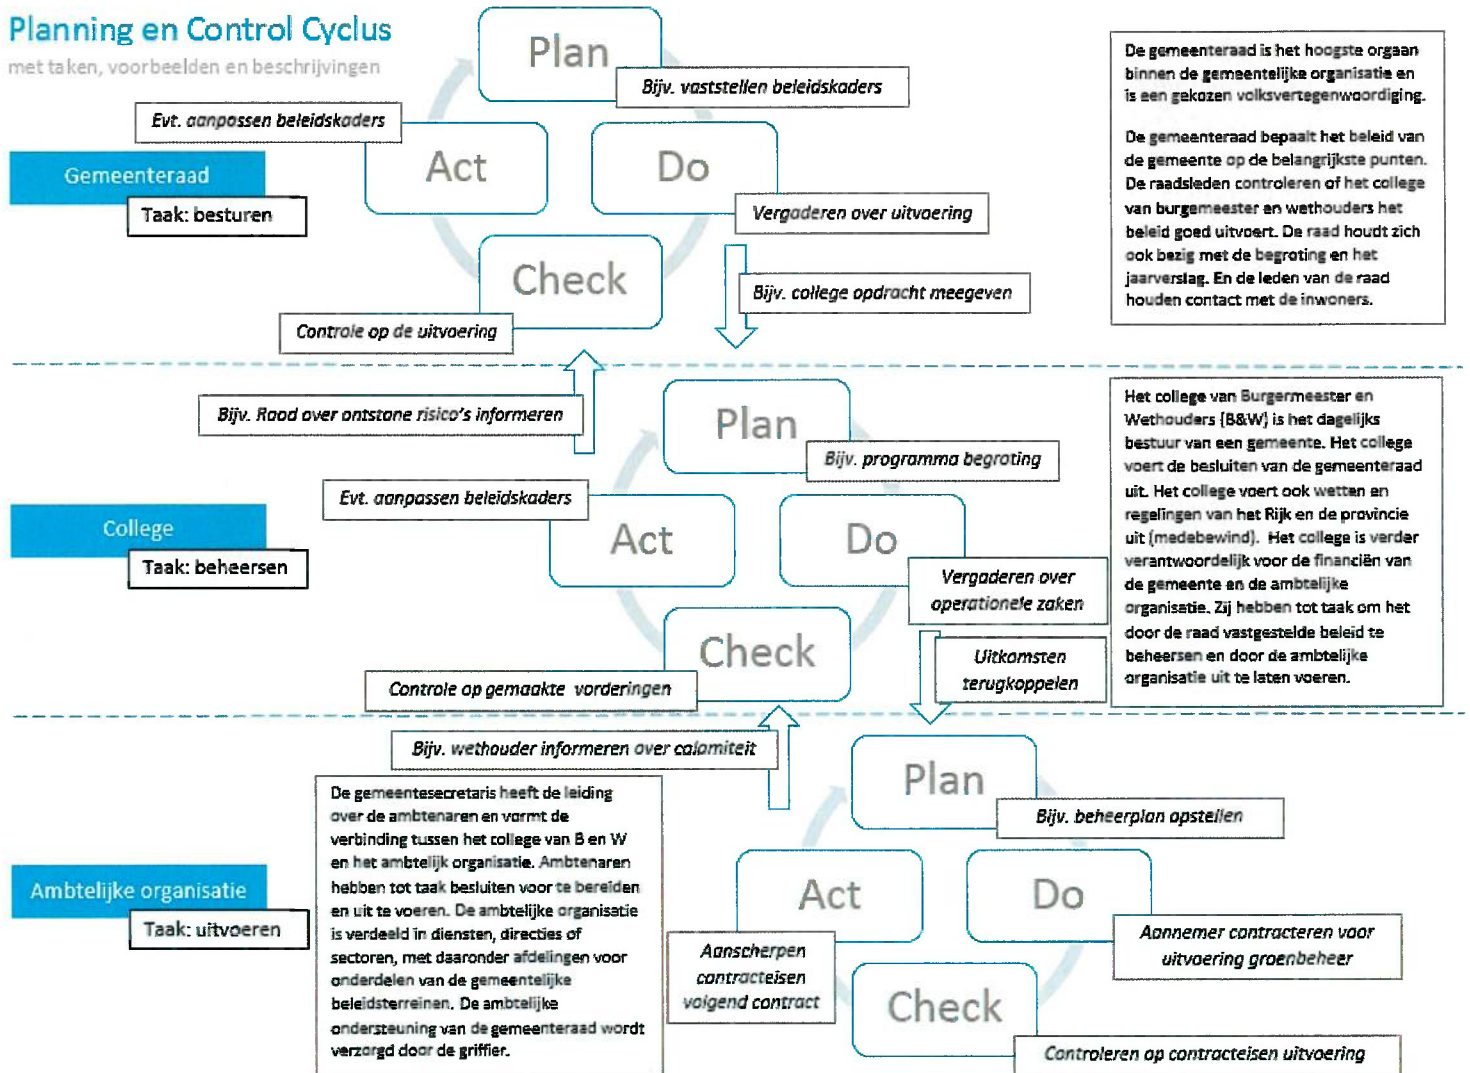 Planning en Control Cyclus
met taken, voorbeelden en beschrijvingen
Plan
Bijv. vaststellen beleidskaders
Evt. aanpassen beleidskaders
Act
Do
Gemeenteraad
Taak: besturen
Vergaderen over uitvoering
Check
Bijv. college opdracht meegeven
Controle op de uitvoering
De gemeenteraad is het hoogste orgaan
binnen de gemeentelijke organisatie en
is een gekozen volksvertegenwoordiging.
De gemeenteraad bepaalt het beleid van
de gemeente op de belangrijkste punten.
De raadsleden controleren of het college
van burgemeester en wethouders het
beleid goed uitvoert. De raad houdt zich
ook bezig met de begroting en het
jaarverslag. En de leden van de raad
houden contact met de inwoners.
Bijv. Raad over ontstane risico's informeren
Plan
Bijv. programma begroting
Evt. aanpassen beleidskaders
Act
Do
College
Taak: beheersen
Vergaderen over
operationele zaken
Check
Uitkomsten
terugkoppelen
Controle op gemaakte vorderingen
Het college van Burgermeester en
Wethouders (B&W) is het dagelijks
bestuur van een gemeente. Het college
voert de besluiten van de gemeenteraad
uit. Het college voert ook wetten en
regelingen van het Rijk en de provincie
uit (medebewind). Het college is verder
verantwoordelijk voor de financiën van
de gemeente en de ambtelijke
organisatie. Zij hebben tot taak om het
door de raad vastgestelde beleid te
beheersen en door de ambtelijke
organisatie uit te laten voeren.
Bijv. wethouder informeren over calamiteit
Plan
Bijv. beheerplan opstellen
De gemeentesecretaris heeft de leiding
over de ambtenaren en vormt de
verbinding tussen het college van B en W
en het ambtelijk organisatie. Ambtenaren
hebben tot taak besluiten voor te bereiden
en uit te voeren. De ambtelijke organisatie
is verdeeld in diensten, directies of
sectoren, met daaronder afdelingen voor
onderdelen van de gemeentelijke
beleidsterreinen. De ambtelijke
ondersteuning van de gemeenteraad wordt
verzorgd door de griffier.
Act
Do
Ambtelijke organisatie
Taak: uitvoeren
Aannemer contracteren voor
uitvoering groenbeheer
Aanscherpen
contracteisen
volgend contract
Check
Controleren op contracteisen uitvoering